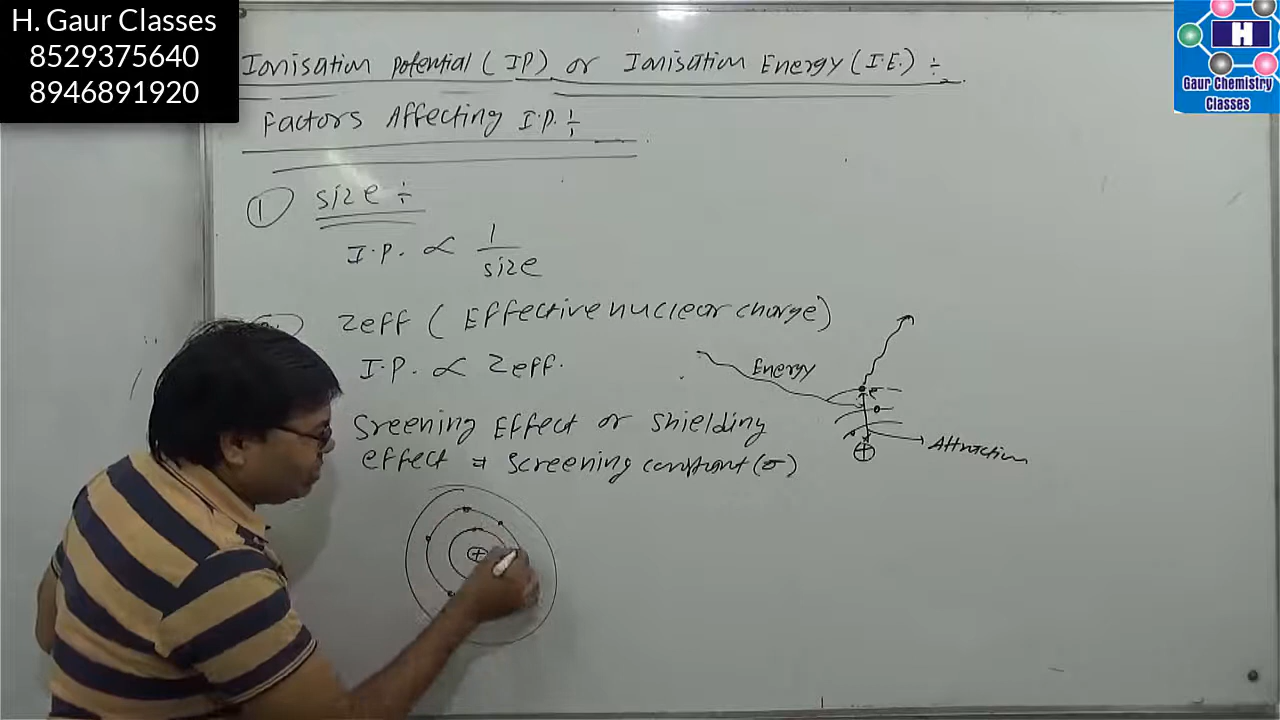 H. Gaur Classes
8529375640
8946891920
H
Gaur Chemistry
Classes
Ionisation Potential (IP) or Ionisation Energy (I.E.) ÷
Factors Affecting I.P. ÷
1 Size ÷
I.P. ∝ 1/size
Zeff ( Effective nuclear charge)
I.P. ∝ Zeff.
Energy
e-
Attraction
+
Sreening Effect or Shielding
effect = Screening constant (σ)
+